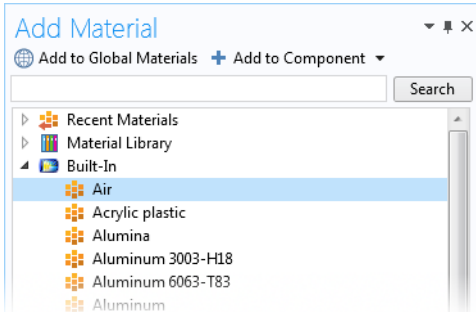 Add Material
Add to Global Materials Add to Component
Search
Recent Materials
Material Library
Built-In
Air
Acrylic plastic
Alumina
Aluminum 3003-H18
Aluminum 6063-T83
Aluminum